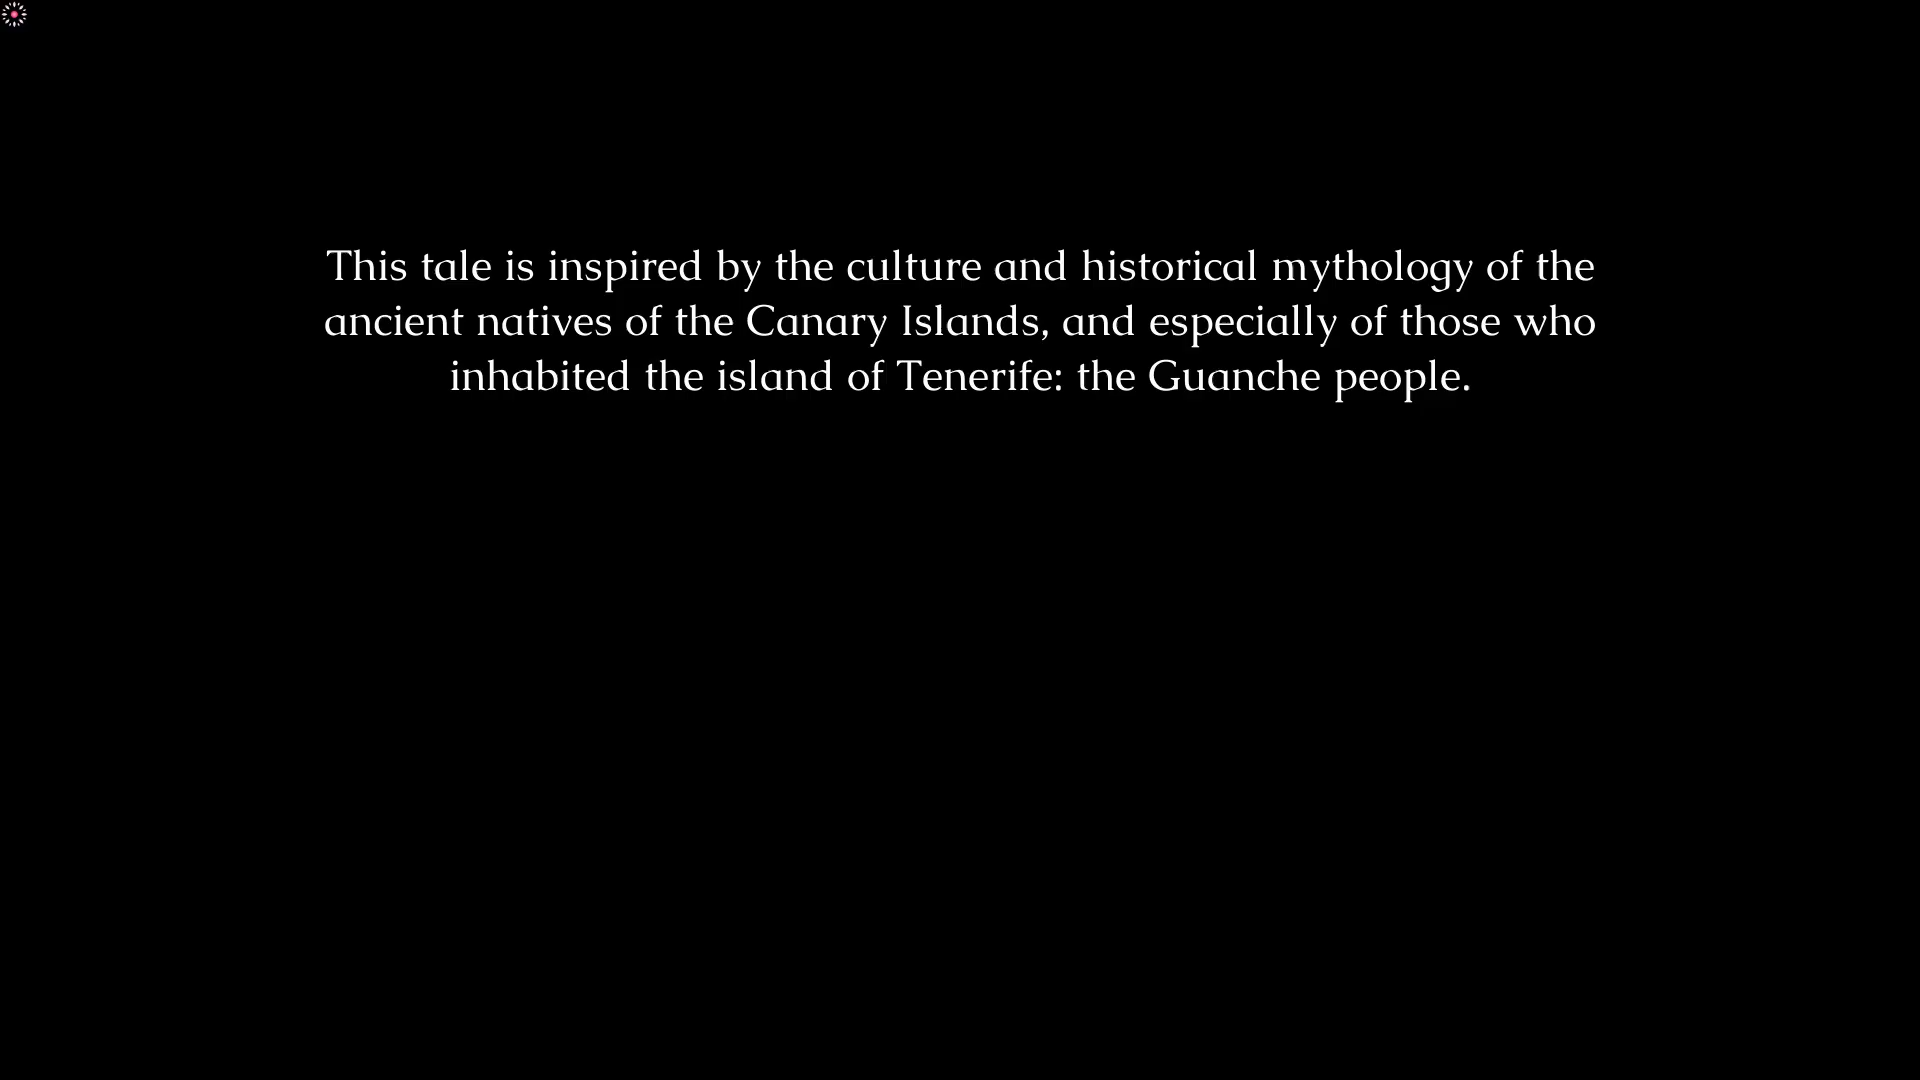 This tale is inspired by the culture and historical mythology of the
ancient natives of the Canary Islands, and especially of those who
inhabited the island of Tenerife: the Guanche people.